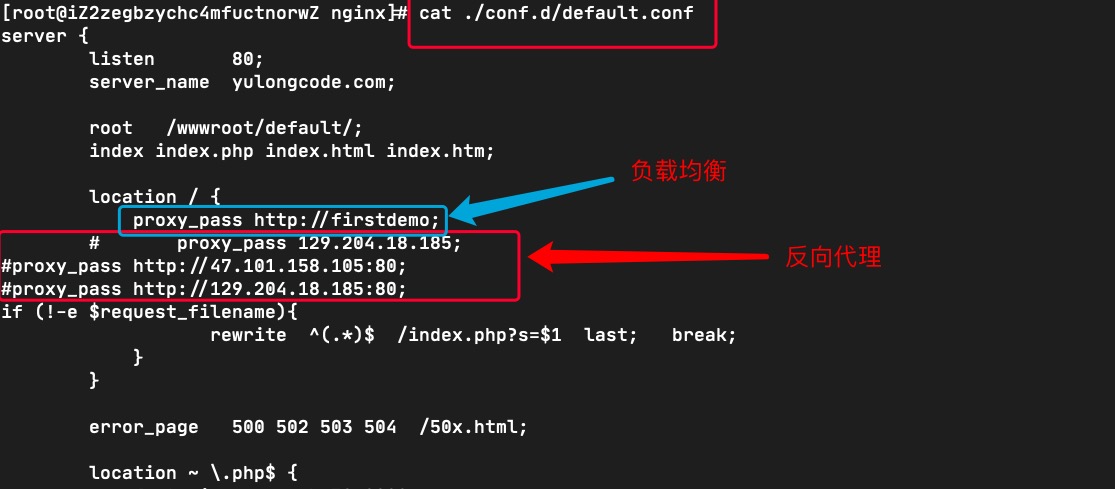 [root@iZ2zegbzychc4mfuctnorwZ nginx]# cat ./conf.d/default.conf
server {
listen 80;
server_name yulongcode.com;
root /wwwroot/default/;
index index.php index.html index.htm;
负载均衡
location / {
proxy_pass http://firstdemo;
# proxy_pass 129.204.18.185;
反向代理
#proxy_pass http://47.101.158.105:80;
#proxy_pass http://129.204.18.185:80;
if (!-e $request_filename){
rewrite ^(.*)$ /index.php?s=$1 last; break;
}
}
error_page 500 502 503 504 /50x.html;
location ~ \.php$ {